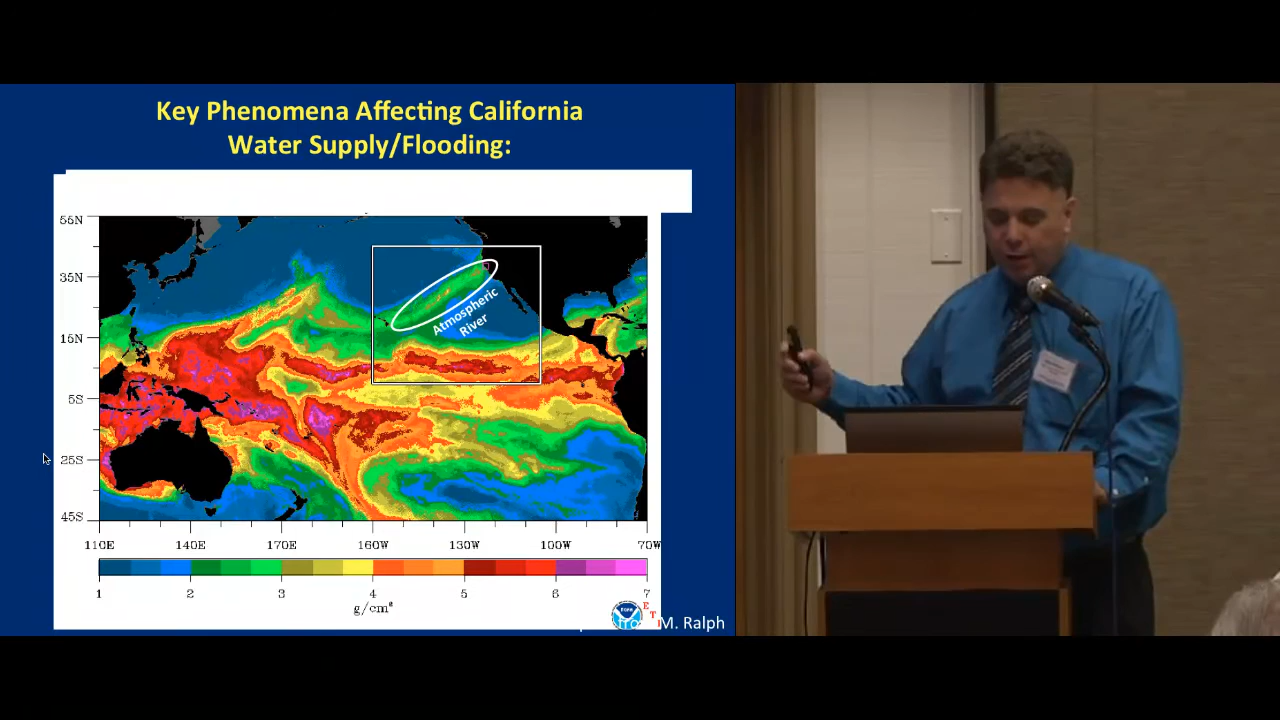 Key Phenomena Affecting California
Water Supply/Flooding:
56N
35N
15N
5S
25S
45S
Atmospheric
River
110E 140E 170E 160W 130W 100W 70W
1 2 3 4 5 6 7
g/cm²
M. Ralph